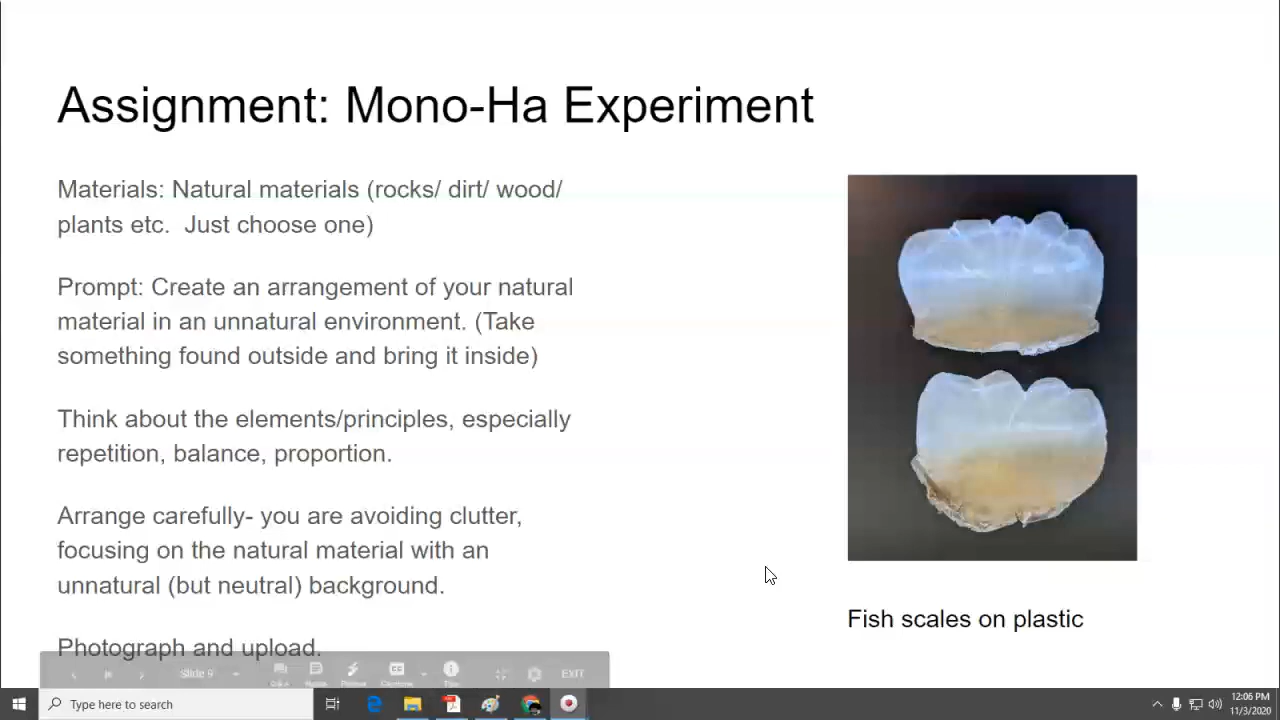 Assignment: Mono-Ha Experiment
Materials: Natural materials (rocks/ dirt/ wood/
plants etc.  Just choose one)
Prompt: Create an arrangement of your natural
material in an unnatural environment. (Take
something found outside and bring it inside)
Think about the elements/principles, especially
repetition, balance, proportion.
Arrange carefully- you are avoiding clutter,
focusing on the natural material with an
unnatural (but neutral) background.
Photograph and upload.
Fish scales on plastic
Slide 9
EXIT
Captions
Type here to search
12:06 PM
11/3/2020